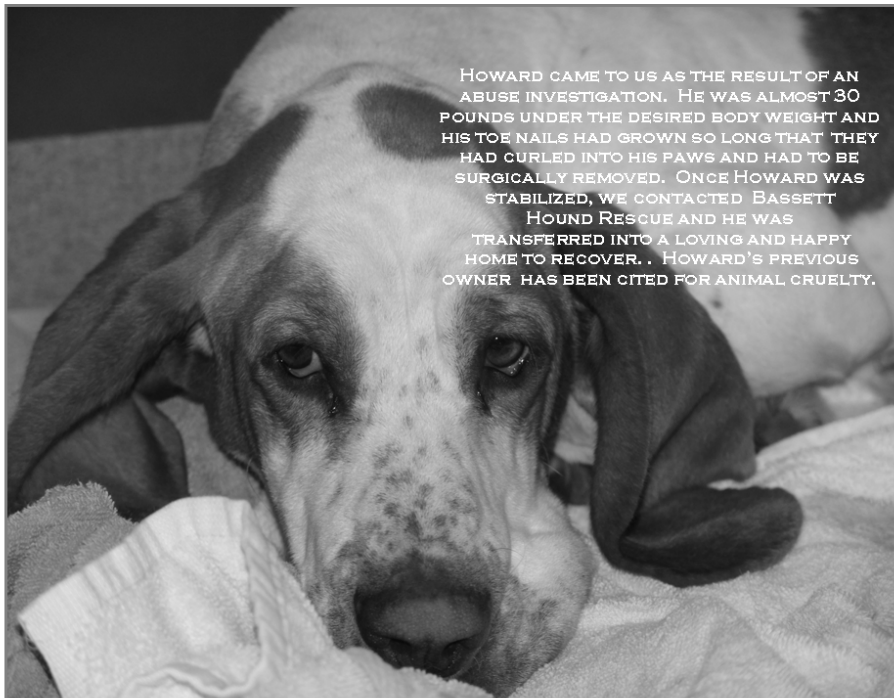 Howard came to us as the result of an
abuse investigation. He was almost 30
pounds under the desired body weight and
his toe nails had grown so long that they
had curled into his paws and had to be
surgically removed. Once Howard was
stabilized, we contacted Bassett
Hound Rescue and he was
transferred into a loving and happy
home to recover. . Howard's previous
owner has been cited for animal cruelty.